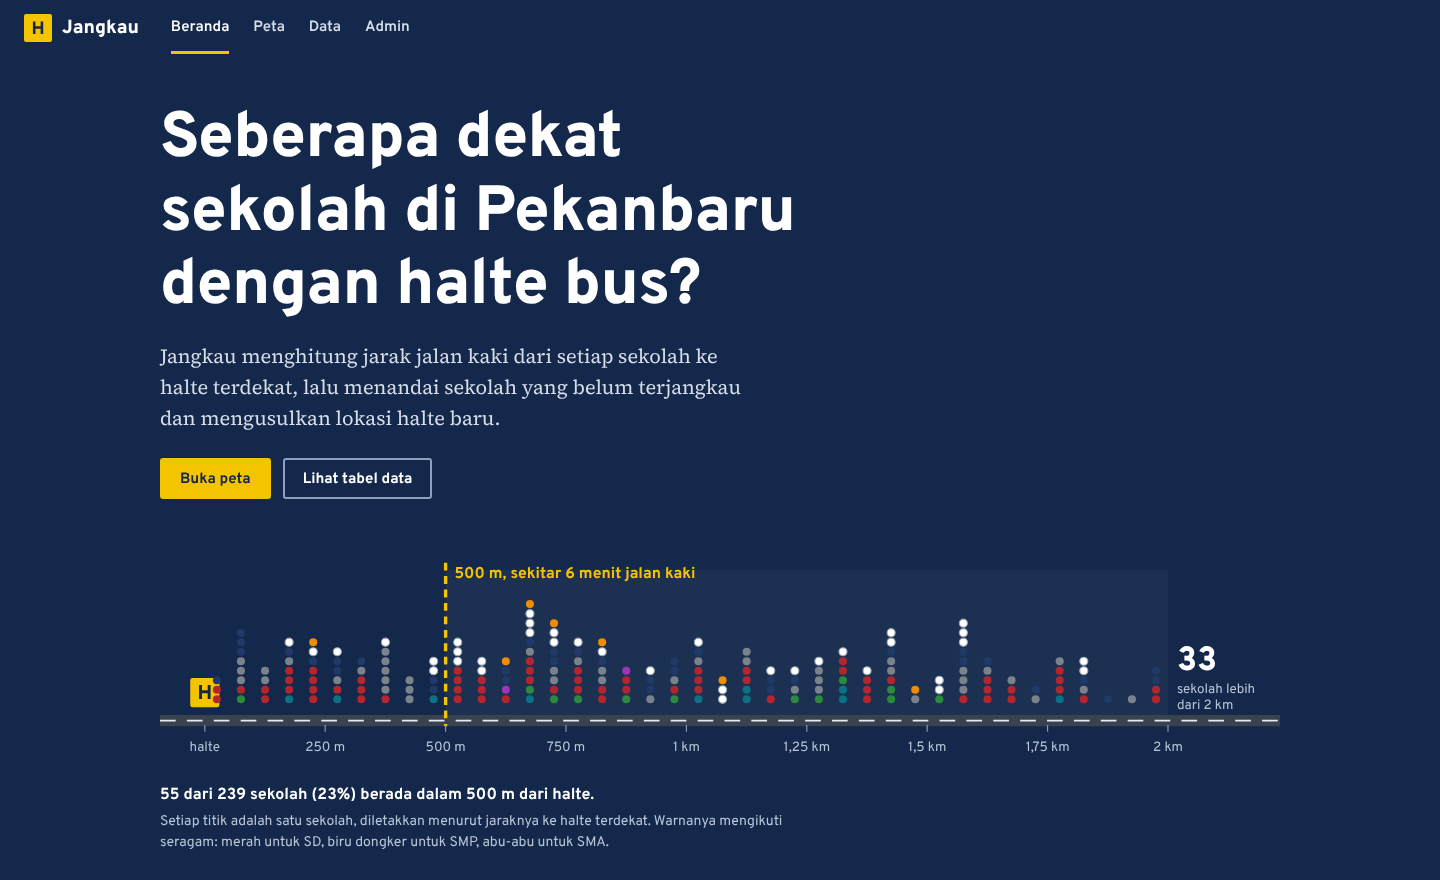 H Jangkau Beranda Peta Data Admin
Seberapa dekat
sekolah di Pekanbaru
dengan halte bus?
Jangkau menghitung jarak jalan kaki dari setiap sekolah ke
halte terdekat, lalu menandai sekolah yang belum terjangkau
dan mengusulkan lokasi halte baru.
Buka peta Lihat tabel data
500 m, sekitar 6 menit jalan kaki
33
sekolah lebih
dari 2 km
H
halte 250 m 500 m 750 m 1 km 1,25 km 1,5 km 1,75 km 2 km
55 dari 239 sekolah (23%) berada dalam 500 m dari halte.
Setiap titik adalah satu sekolah, diletakkan menurut jaraknya ke halte terdekat. Warnanya mengikuti
seragam: merah untuk SD, biru dongker untuk SMP, abu-abu untuk SMA.